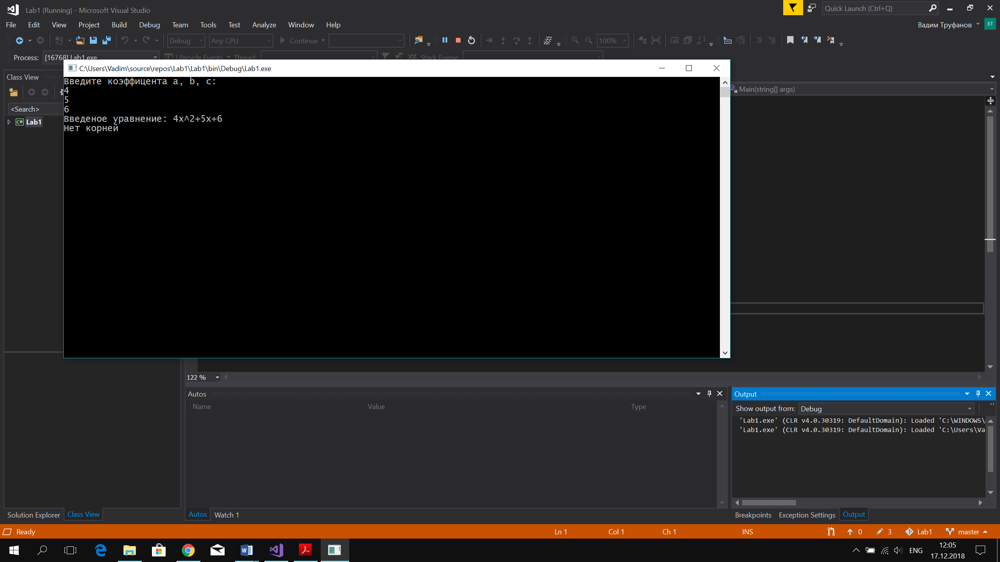 Lab1 (Running) - Microsoft Visual Studio
Quick Launch (Ctrl+Q)
File Edit View Project Build Debug Team Tools Test Analyze Window Help
Вадим Труфанов BT
Debug Any CPU Continue 100%
Process: [16768] Lab1.exe Lifecycle Events Thread: Stack Frame:
C:\Users\Vadim\source\repos\Lab1\Lab1\bin\Debug\Lab1.exe
Class View
Main(string[] args)
<Search>
C# Lab1
Введите коэффицента a, b, c:
4
5
6
Введеное уравнение: 4x^2+5x+6
Нет корней
122 %
Autos
Name Value Type
Output
Show output from: Debug
'Lab1.exe' (CLR v4.0.30319: DefaultDomain): Loaded 'C:\WINDOWS\
'Lab1.exe' (CLR v4.0.30319: DefaultDomain): Loaded 'C:\Users\Va
Solution Explorer Class View
Autos Watch 1
Breakpoints Exception Settings Output
Ready Ln 1 Col 1 Ch 1 INS 0 3 Lab1 master
ENG
12:05
17.12.2018